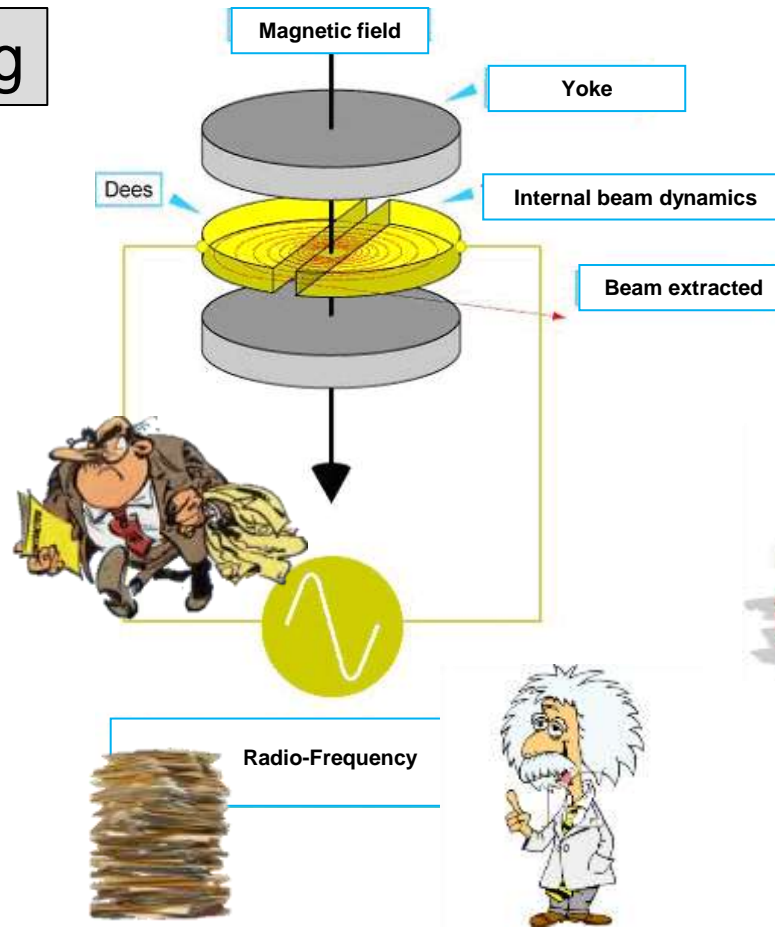 g
Magnetic field
Yoke
Dees
Internal beam dynamics
Beam extracted
Radio-Frequency